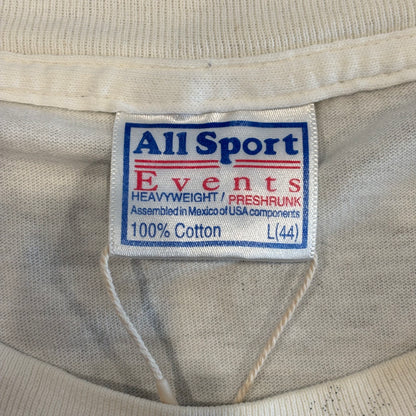 All Sport
Events
HEAVYWEIGHT / PRESHRUNK
Assembled in Mexico of USA components
100% Cotton L(44)